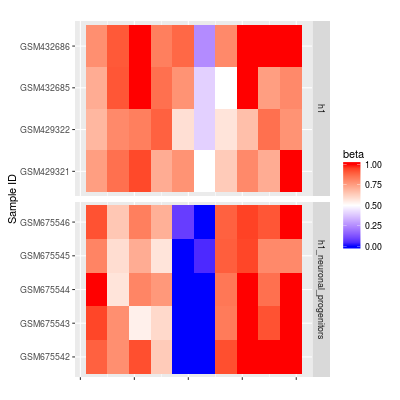 GSM432686
GSM432685
GSM429322
GSM429321
h1
GSM675546
GSM675545
GSM675544
GSM675543
GSM675542
h1_neuronal_progenitors
Sample ID
beta
1.00
0.75
0.50
0.25
0.00